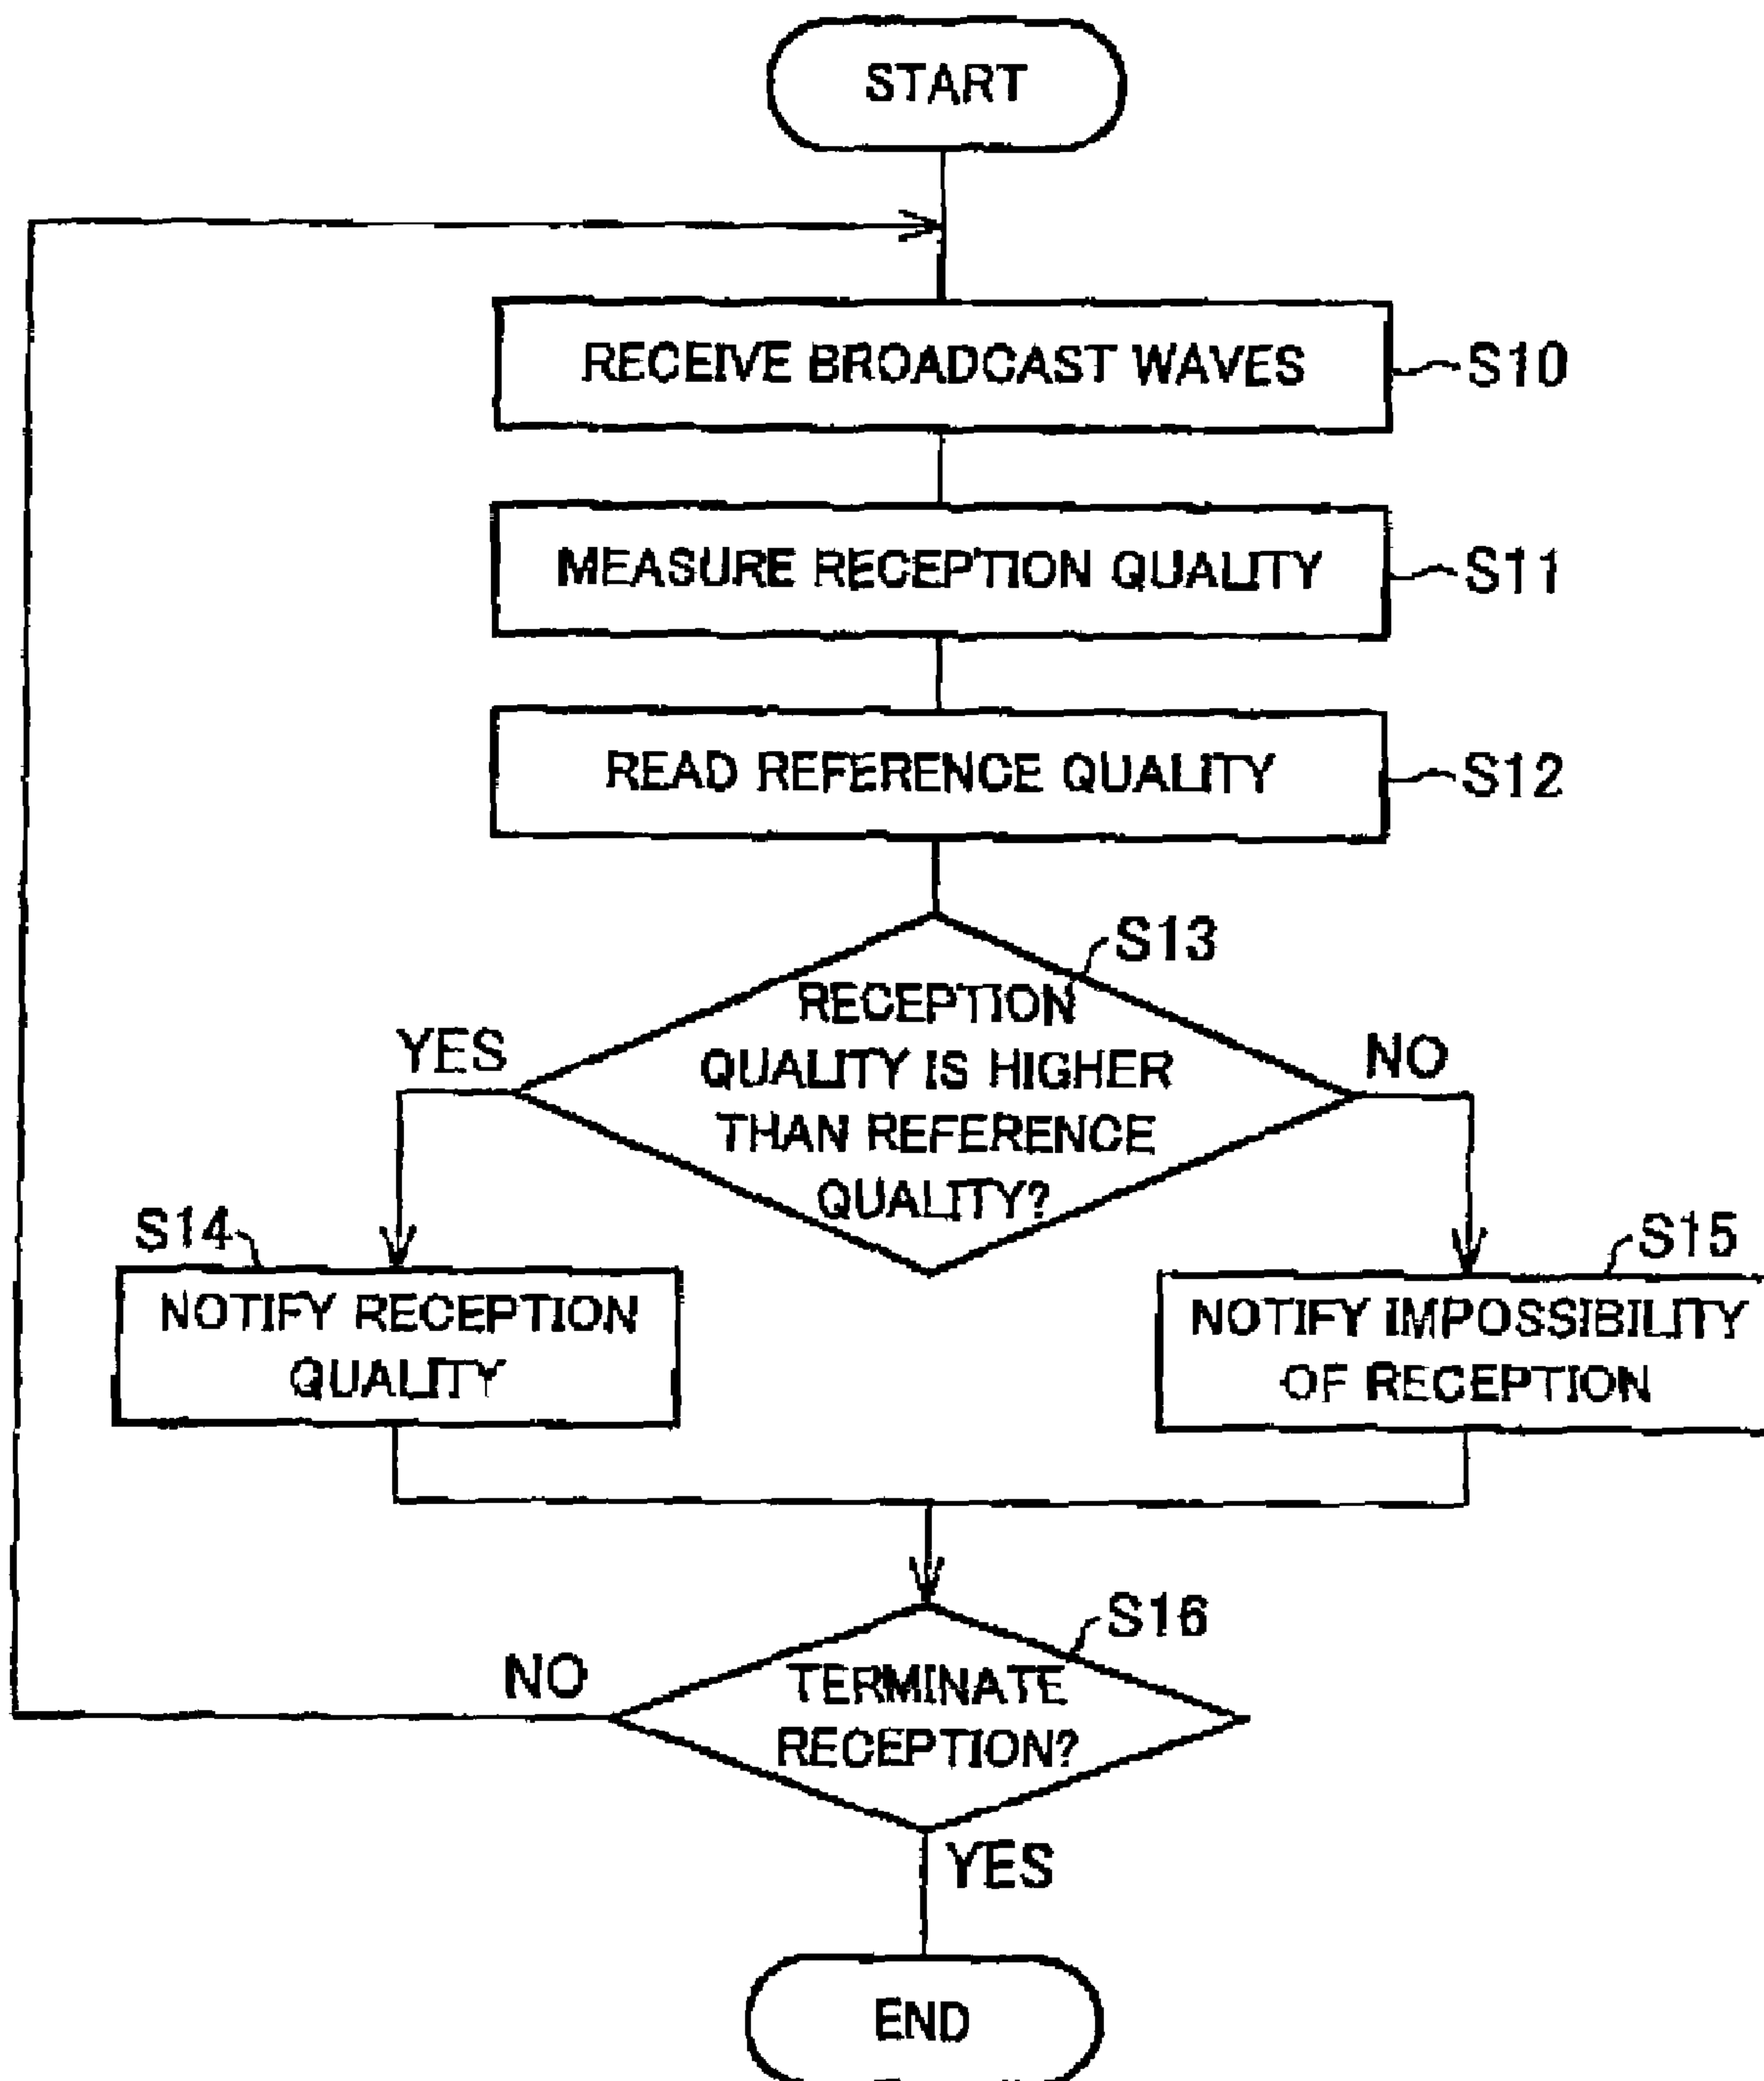 START
RECEIVE BROADCAST WAVES
S10
MEASURE RECEPTION QUALITY
S11
READ REFERENCE QUALITY
S12
S13
RECEPTION
QUALITY IS HIGHER
THAN REFERENCE
QUALITY?
YES
NO
S14
NOTIFY RECEPTION
QUALITY
S15
NOTIFY IMPOSSIBILITY
OF RECEPTION
S16
TERMINATE
RECEPTION?
NO
YES
END